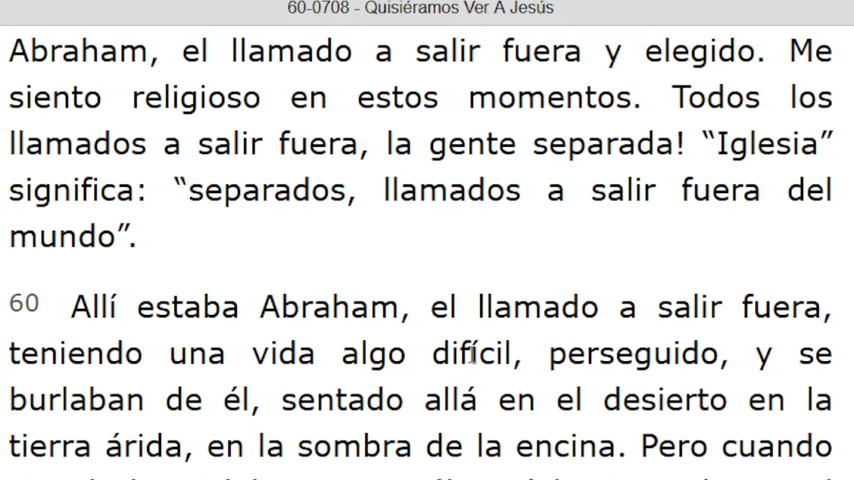 60-0708 - Quisiéramos Ver A Jesús
Abraham, el llamado a salir fuera y elegido. Me
siento religioso en estos momentos. Todos los
llamados a salir fuera, la gente separada! “Iglesia”
significa: “separados, llamados a salir fuera del
mundo”.
60 Allí estaba Abraham, el llamado a salir fuera,
teniendo una vida algo difícil, perseguido, y se
burlaban de él, sentado allá en el desierto en la
tierra árida, en la sombra de la encina. Pero cuando